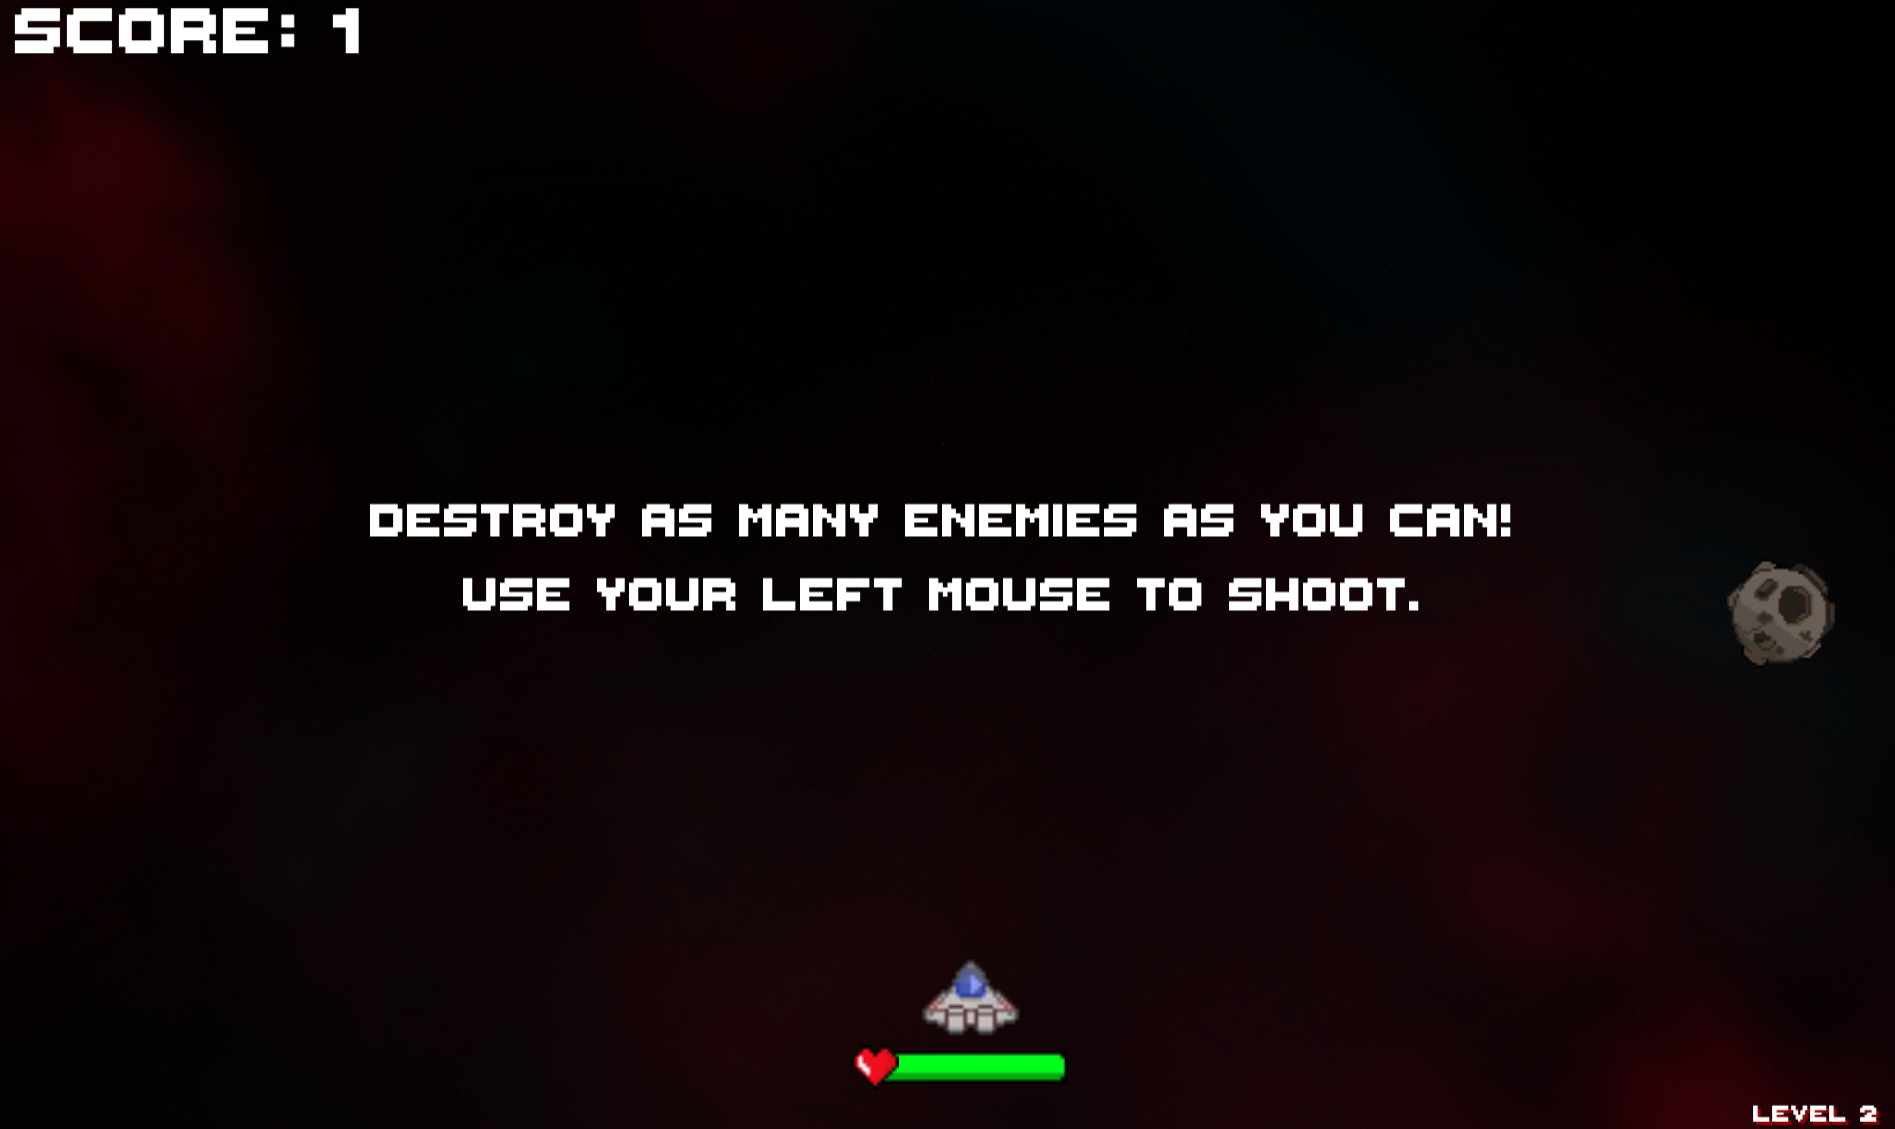 SCORE: 1
DESTROY AS MANY ENEMIES AS YOU CAN!
USE YOUR LEFT MOUSE TO SHOOT.
LEVEL 2